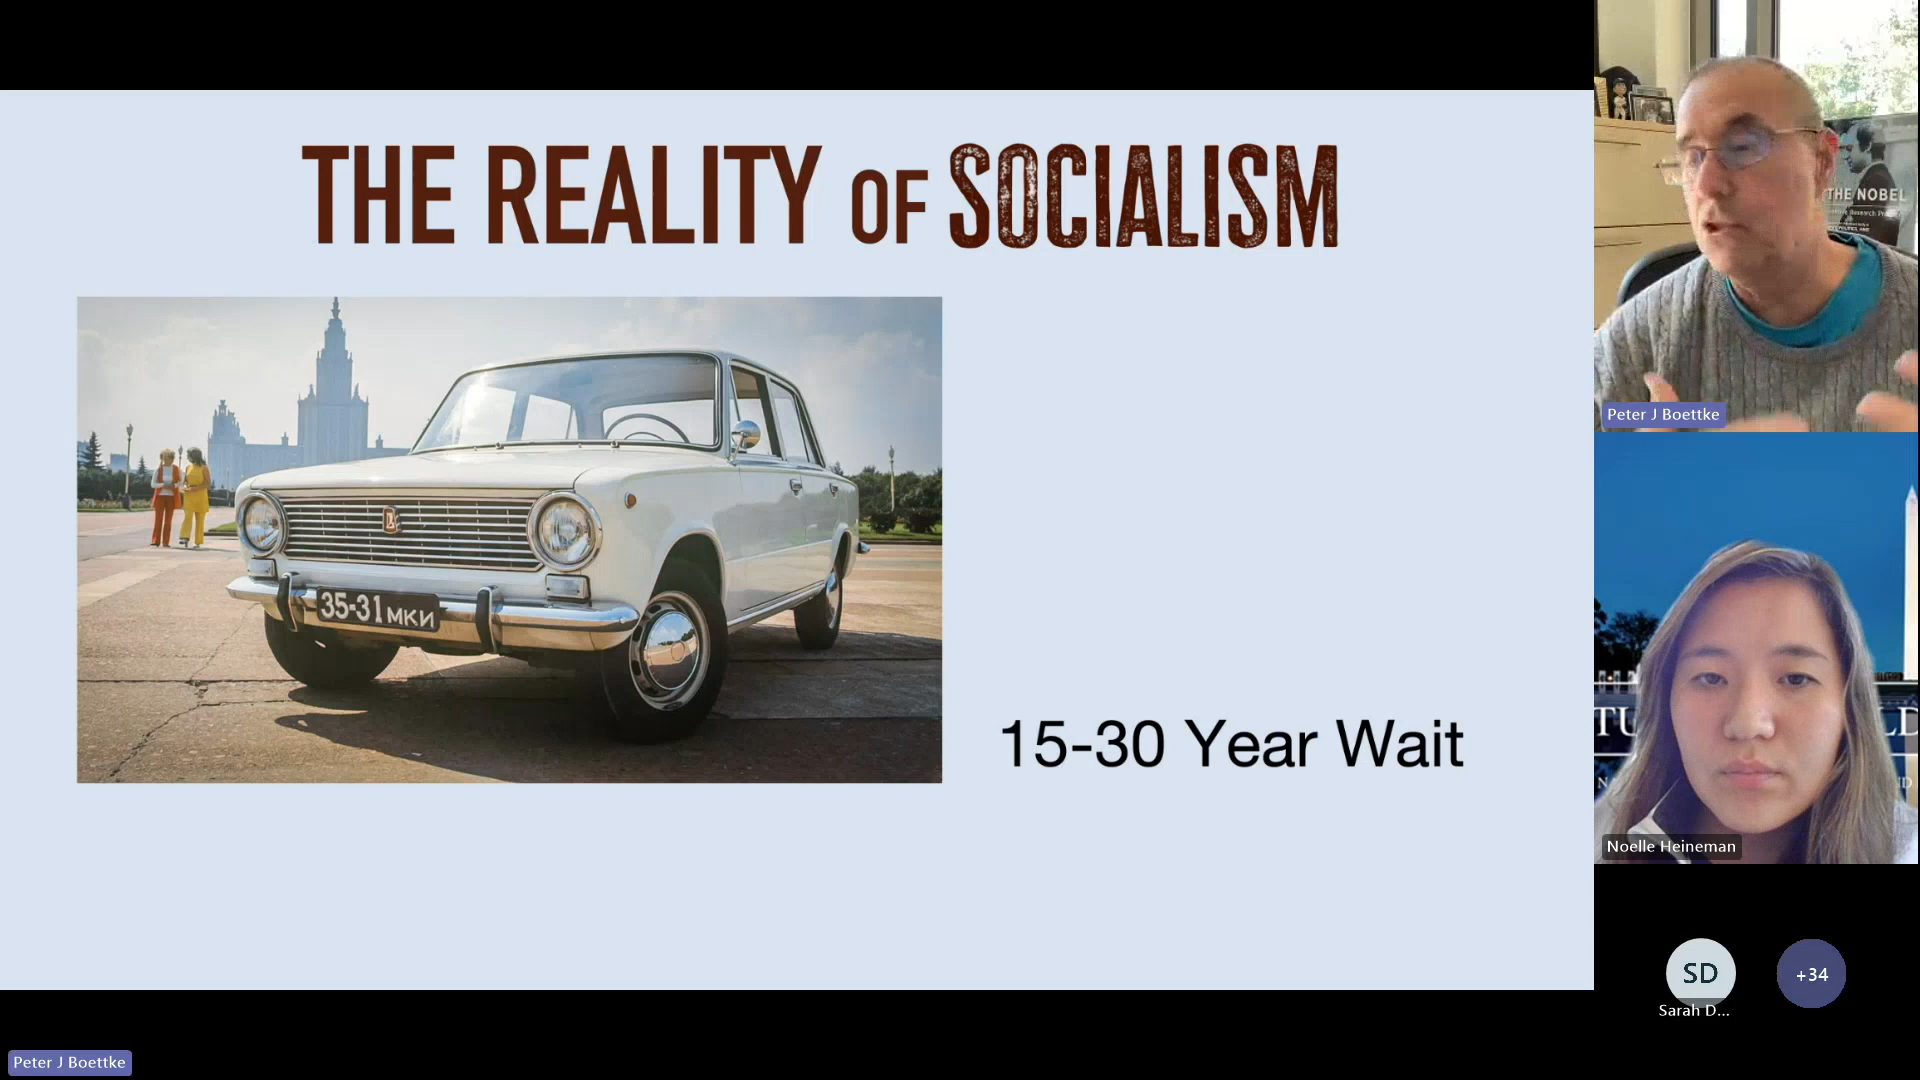 THE REALITY OF SOCIALISM
35-31 МКИ
15-30 Year Wait
THE NOBEL
Peter J Boettke
Noelle Heineman
SD
Sarah D...
+34
Peter J Boettke